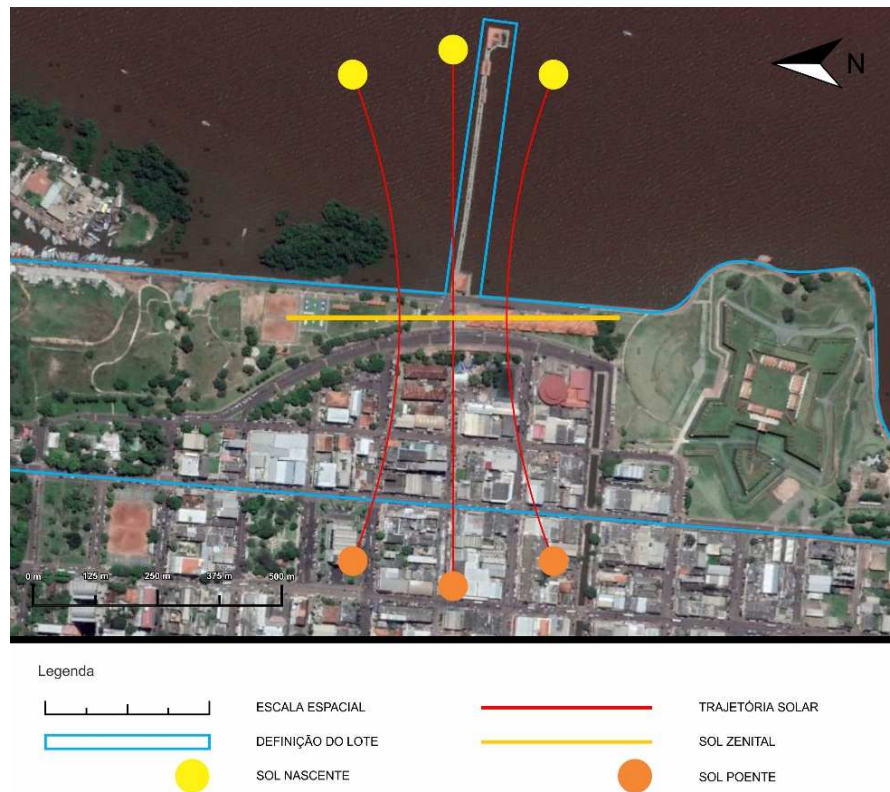 N
0 m 125 m 250 m 375 m 500 m
Legenda
ESCALA ESPACIAL
TRAJETÓRIA SOLAR
DEFINIÇÃO DO LOTE
SOL ZENITAL
SOL NASCENTE
SOL POENTE